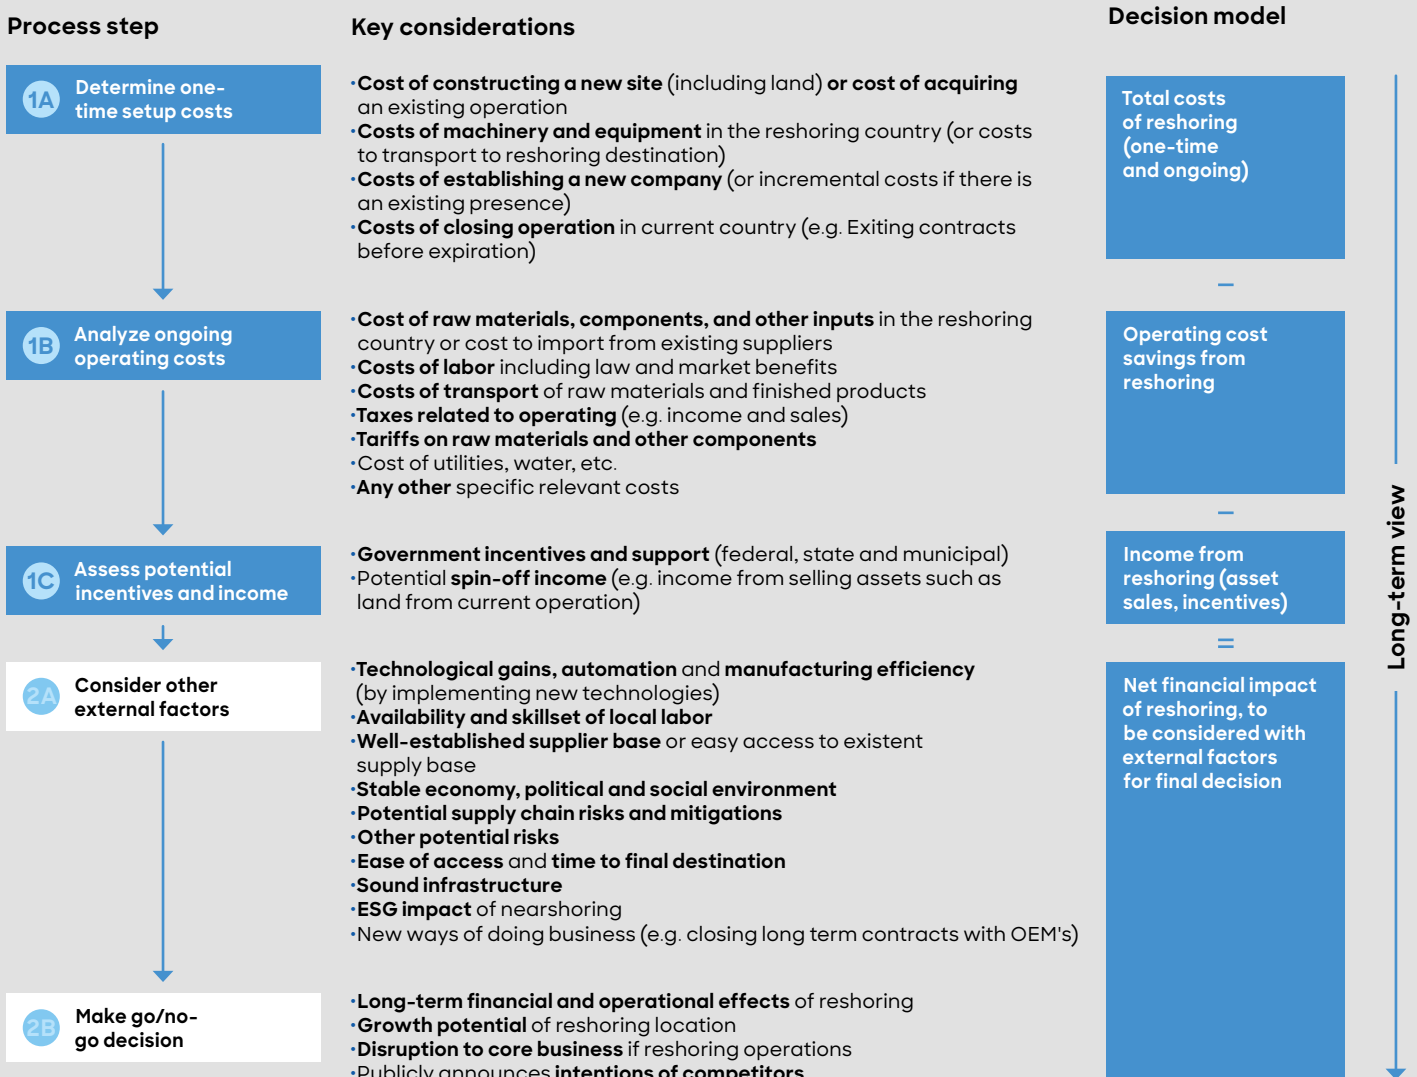 Process step
Key considerations
Decision model
1A
Determine one-
time setup costs
·Cost of constructing a new site (including land) or cost of acquiring
an existing operation
·Costs of machinery and equipment in the reshoring country (or costs
to transport to reshoring destination)
·Costs of establishing a new company (or incremental costs if there is
an existing presence)
·Costs of closing operation in current country (e.g. Exiting contracts
before expiration)
Total costs
of reshoring
(one-time
and ongoing)
–
1B
Analyze ongoing
operating costs
·Cost of raw materials, components, and other inputs in the reshoring
country or cost to import from existing suppliers
·Costs of labor including law and market benefits
·Costs of transport of raw materials and finished products
·Taxes related to operating (e.g. income and sales)
·Tariffs on raw materials and other components
·Cost of utilities, water, etc.
·Any other specific relevant costs
Operating cost
savings from
reshoring
–
1C
Assess potential
incentives and income
·Government incentives and support (federal, state and municipal)
·Potential spin-off income (e.g. income from selling assets such as
land from current operation)
Income from
reshoring (asset
sales, incentives)
=
2A
Consider other
external factors
·Technological gains, automation and manufacturing efficiency
(by implementing new technologies)
·Availability and skillset of local labor
·Well-established supplier base or easy access to existent
supply base
·Stable economy, political and social environment
·Potential supply chain risks and mitigations
·Other potential risks
·Ease of access and time to final destination
·Sound infrastructure
·ESG impact of nearshoring
·New ways of doing business (e.g. closing long term contracts with OEM's)
Net financial impact
of reshoring, to
be considered with
external factors
for final decision
2B
Make go/no-
go decision
·Long-term financial and operational effects of reshoring
·Growth potential of reshoring location
·Disruption to core business if reshoring operations
·Publicly announces intentions of competitors
Long-term view